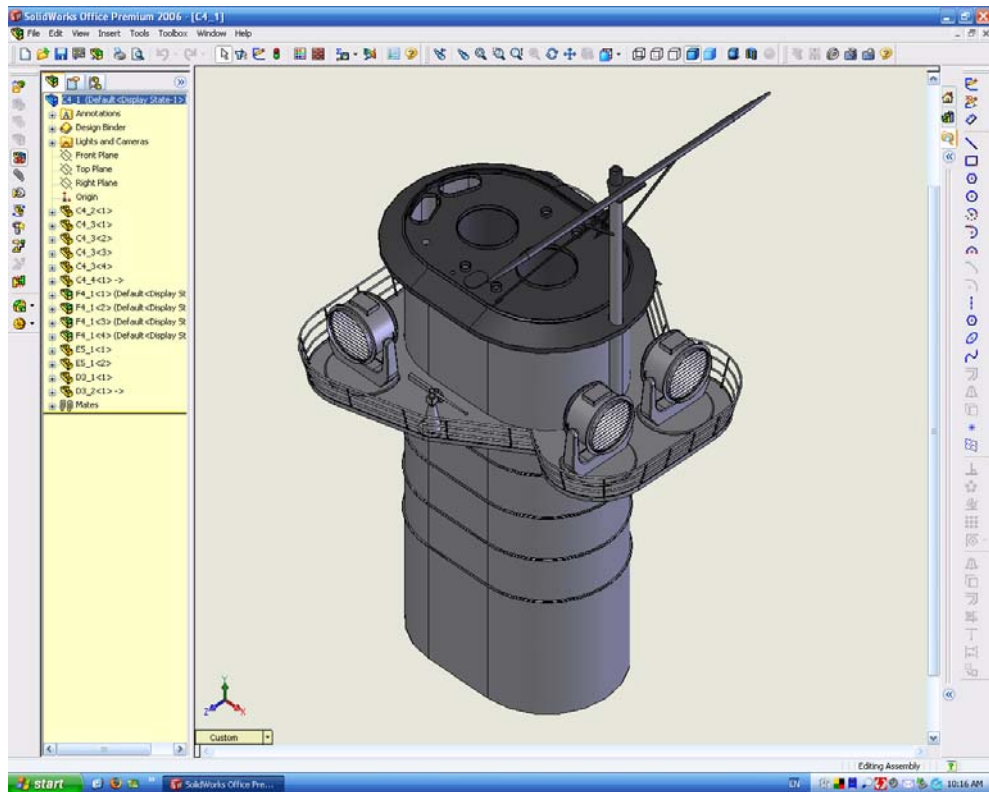 SolidWorks Office Premium 2006 - [C4_1]
File Edit View Insert Tools Toolbox Window Help
C4_1 (Default<Display State-1>)
Annotations
Design Binder
Lights and Cameras
Front Plane
Top Plane
Right Plane
Origin
C4_2<1>
C4_3<1>
C4_3<2>
C4_3<3>
C4_3<4>
C4_4<1> ->
F4_1<1> (Default<Display St
F4_1<2> (Default<Display St
F4_1<3> (Default<Display St
F4_1<4> (Default<Display St
E5_1<1>
E5_1<2>
D3_1<1>
D3_2<1> ->
Mates
Y
Z
X
Custom
Editing Assembly
start
SolidWorks Office Pre...
EN
10:16 AM